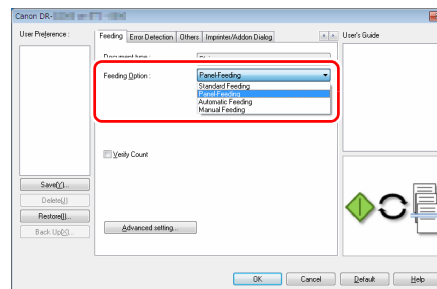 Canon DR-
User Preference :
Feeding Error Detection Others Imprinter/Addon Dialog
User's Guide
Feeding Option :
Panel-Feeding
Standard Feeding
Panel-Feeding
Automatic Feeding
Manual Feeding
Verify Count
Save(Y)...
Delete(J)
Restore(I)...
Back Up(X)...
Advanced setting...
OK Cancel Default Help